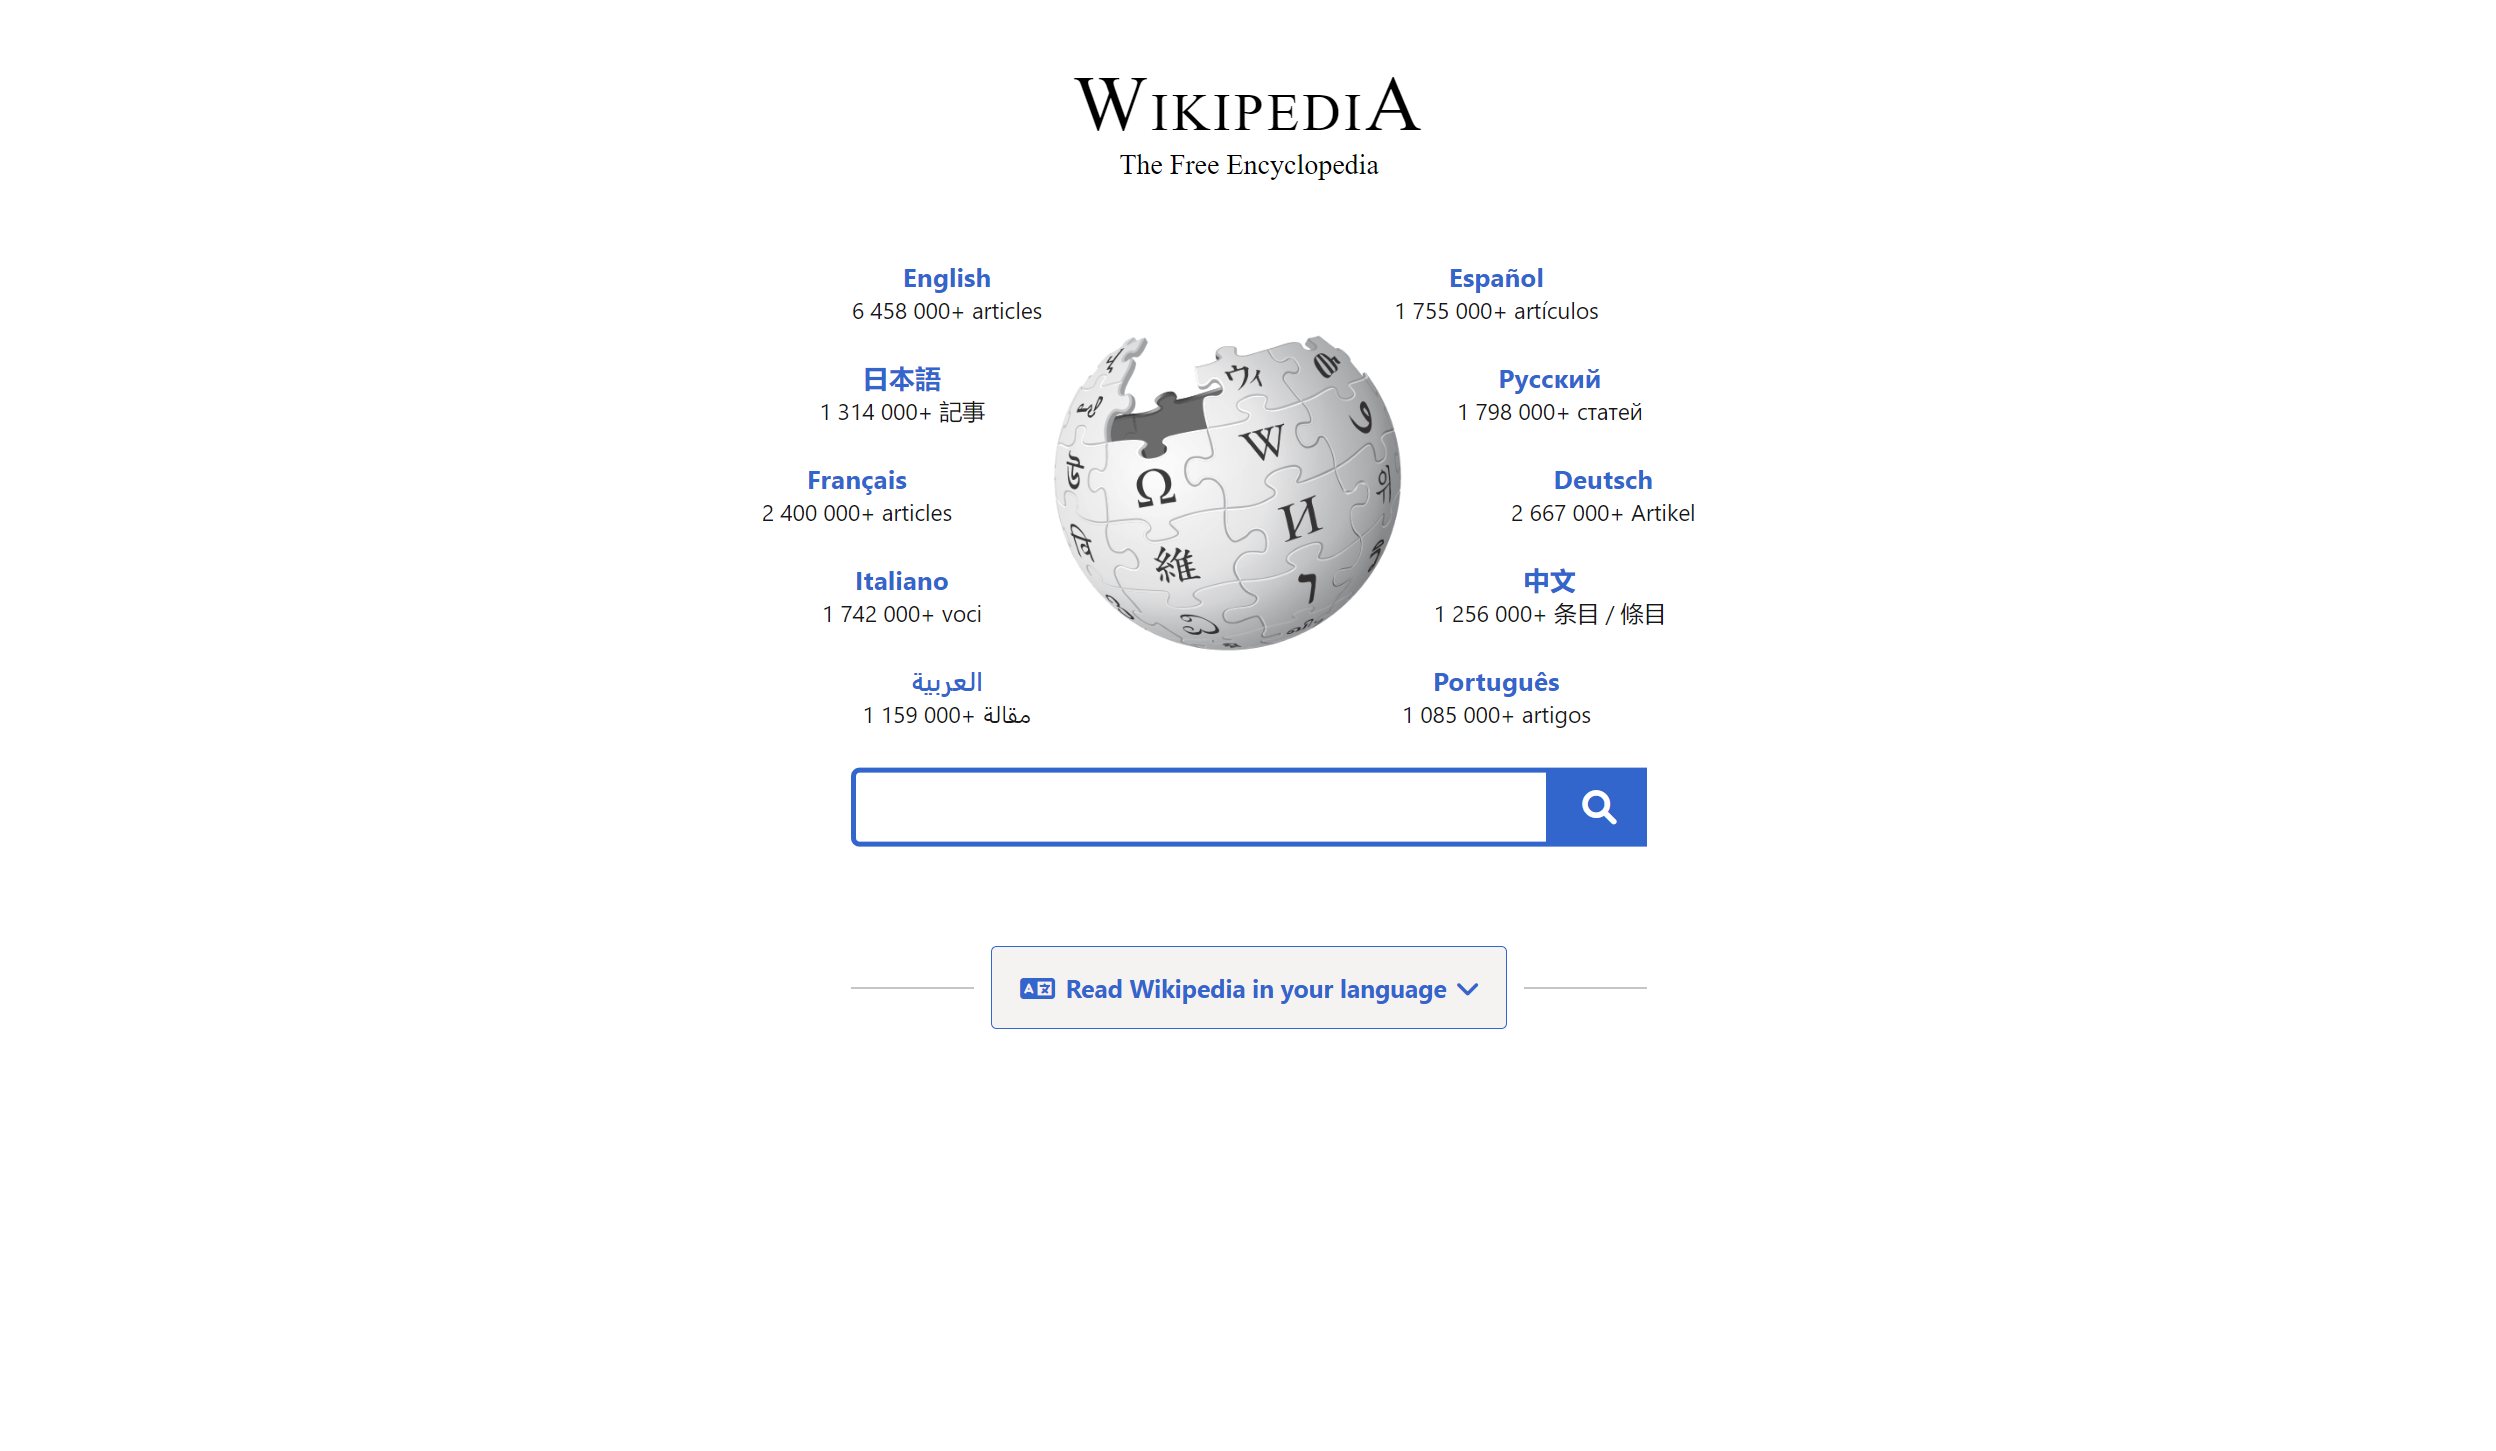 WIKIPEDIA
The Free Encyclopedia
English
6 458 000+ articles
Español
1 755 000+ artículos
日本語
1 314 000+ 記事
Русский
1 798 000+ статей
Français
2 400 000+ articles
Deutsch
2 667 000+ Artikel
Italiano
1 742 000+ voci
中文
1 256 000+ 条目 / 條目
العربية
1 159 000+ مقالة
Português
1 085 000+ artigos
ウィ
W
Ω
И
維
Read Wikipedia in your language